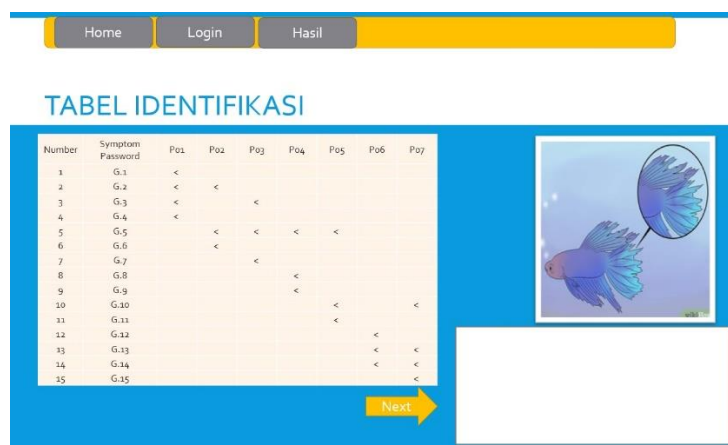 Home Login Hasil
TABEL IDENTIFIKASI
Number Symptom Password P01 P02 P03 P04 P05 P06 P07
1 G.1 <
2 G.2 < <
3 G.3 < <
4 G.4 <
5 G.5 < < < <
6 G.6 <
7 G.7 <
8 G.8 <
9 G.9 <
10 G.10 < <
11 G.11 <
12 G.12 <
13 G.13 < <
14 G.14 < <
15 G.15 <
Next